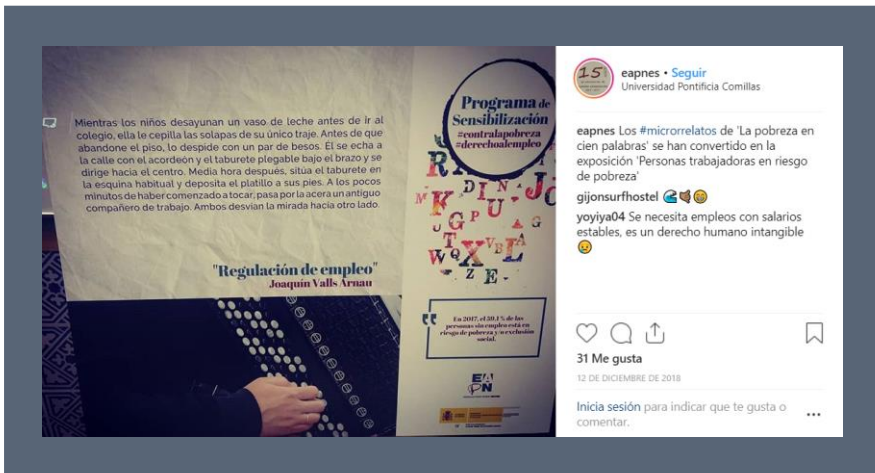 Mientras los niños desayunan un vaso de leche antes de ir al
colegio, ella le cepilla las solapas de su único traje. Antes de que
abandone el piso, lo despide con un par de besos. Él se echa a
la calle con el acordeón y el taburete plegable bajo el brazo y se
dirige hacia el centro. Media hora después, sitúa el taburete en
la esquina habitual y deposita el platillo a sus pies. A los pocos
minutos de haber comenzado a tocar, pasa por la acera un antiguo
compañero de trabajo. Ambos desvían la mirada hacia otro lado.
"Regulación de empleo"
Joaquín Valls Arnau
Programa de
Sensibilización
#contralapobreza
#derechoalempleo
En 2017, el 59,1% de las
personas sin empleo está en
riesgo de pobreza y/o exclusión
social.
EAPN
15
eapnes • Seguir
Universidad Pontificia Comillas
eapnes Los #microrrelatos de 'La pobreza en
cien palabras' se han convertido en la
exposición 'Personas trabajadoras en riesgo
de pobreza'
gijonsurfhostel
yoyiya04 Se necesita empleos con salarios
estables, es un derecho humano intangible
31 Me gusta
12 DE DICIEMBRE DE 2018
Inicia sesión para indicar que te gusta o
comentar.